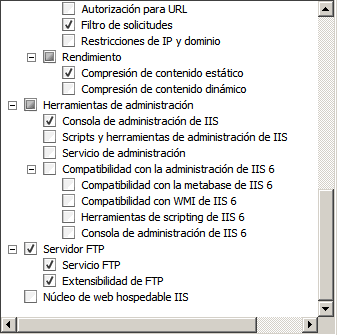 Autorización para URL
Filtro de solicitudes
Restricciones de IP y dominio
Rendimiento
Compresión de contenido estático
Compresión de contenido dinámico
Herramientas de administración
Consola de administración de IIS
Scripts y herramientas de administración de IIS
Servicio de administración
Compatibilidad con la administración de IIS 6
Compatibilidad con la metabase de IIS 6
Compatibilidad con WMI de IIS 6
Herramientas de scripting de IIS 6
Consola de administración de IIS 6
Servidor FTP
Servicio FTP
Extensibilidad de FTP
Núcleo de web hospedable IIS